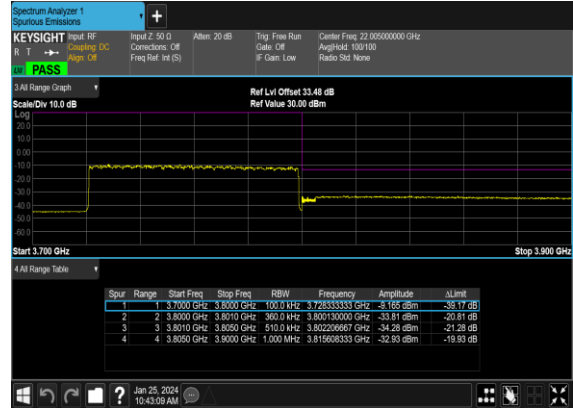 Spectrum Analyzer 1
Spurious Emissions
KEYSIGHT Input: RF Input Z: 50 Ω Atten: 20 dB Trig: Free Run Center Freq: 22.005000000 GHz
R T Coupling: DC Corrections: Off Gate: Off Avg|Hold: 100/100
Align: Off Freq Ref: Int (S) IF Gain: Low Radio Std: None
PASS
3 All Range Graph Ref Lvl Offset 33.48 dB
Scale/Div 10.0 dB Ref Value 30.00 dBm
Log
20.0
10.0
0.00
-10.0
-20.0
-30.0
-40.0
-50.0
-60.0
Start 3.700 GHz Stop 3.900 GHz
4 All Range Table
Spur Range Start Freq Stop Freq RBW Frequency Amplitude ΔLimit
1 1 3.7000 GHz 3.8000 GHz 100.0 kHz 3.728333333 GHz -9.165 dBm -39.17 dB
2 2 3.8000 GHz 3.8010 GHz 360.0 kHz 3.800130000 GHz -33.81 dBm -20.81 dB
3 3 3.8010 GHz 3.8050 GHz 510.0 kHz 3.802206667 GHz -34.28 dBm -21.28 dB
4 4 3.8050 GHz 3.9000 GHz 1.000 MHz 3.815608333 GHz -32.93 dBm -19.93 dB
? Jan 25, 2024
10:43:09 AM